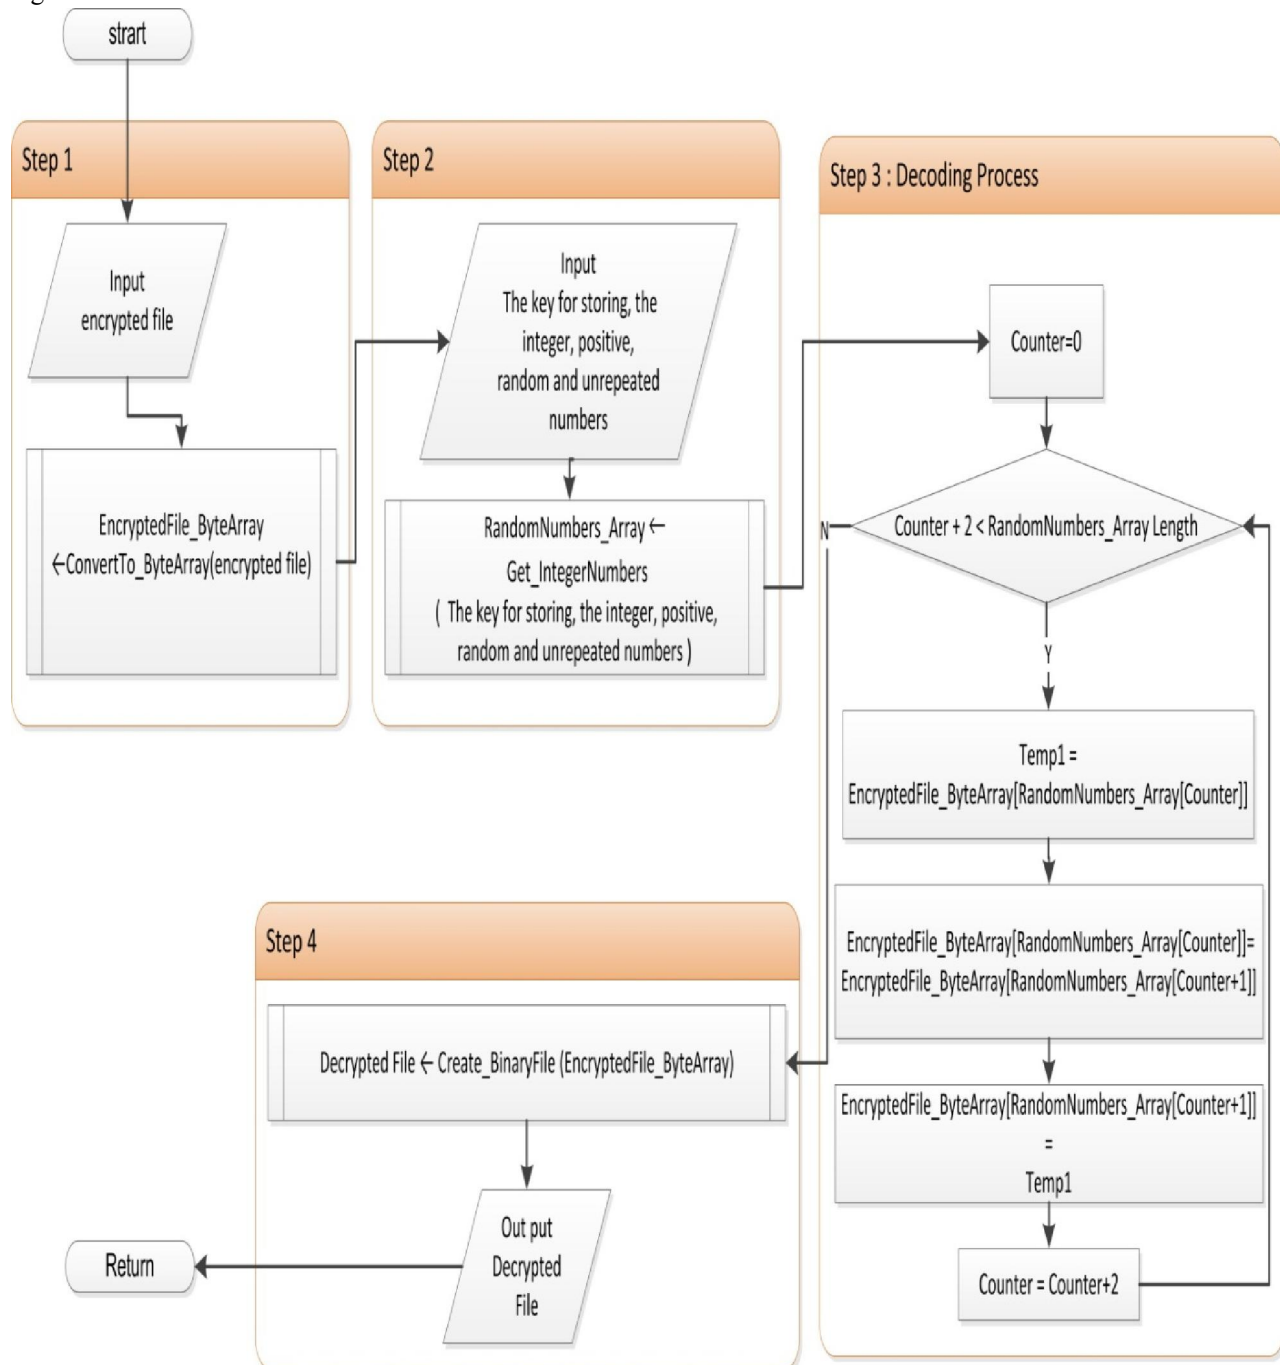 strart
Step 1
Input
encrypted file
EncryptedFile_ByteArray
←ConvertTo_ByteArray(encrypted file)
Step 2
Input
The key for storing, the
integer, positive,
random and unrepeated
numbers
RandomNumbers_Array ←
Get_IntegerNumbers
( The key for storing, the integer, positive,
random and unrepeated numbers )
Step 3 : Decoding Process
Counter=0
Counter + 2 < RandomNumbers_Array Length
N
Y
Temp1 =
EncryptedFile_ByteArray[RandomNumbers_Array[Counter]]
EncryptedFile_ByteArray[RandomNumbers_Array[Counter]]=
EncryptedFile_ByteArray[RandomNumbers_Array[Counter+1]]
EncryptedFile_ByteArray[RandomNumbers_Array[Counter+1]]
=
Temp1
Counter = Counter+2
Step 4
Decrypted File ← Create_BinaryFile (EncryptedFile_ByteArray)
Out put
Decrypted
File
Return